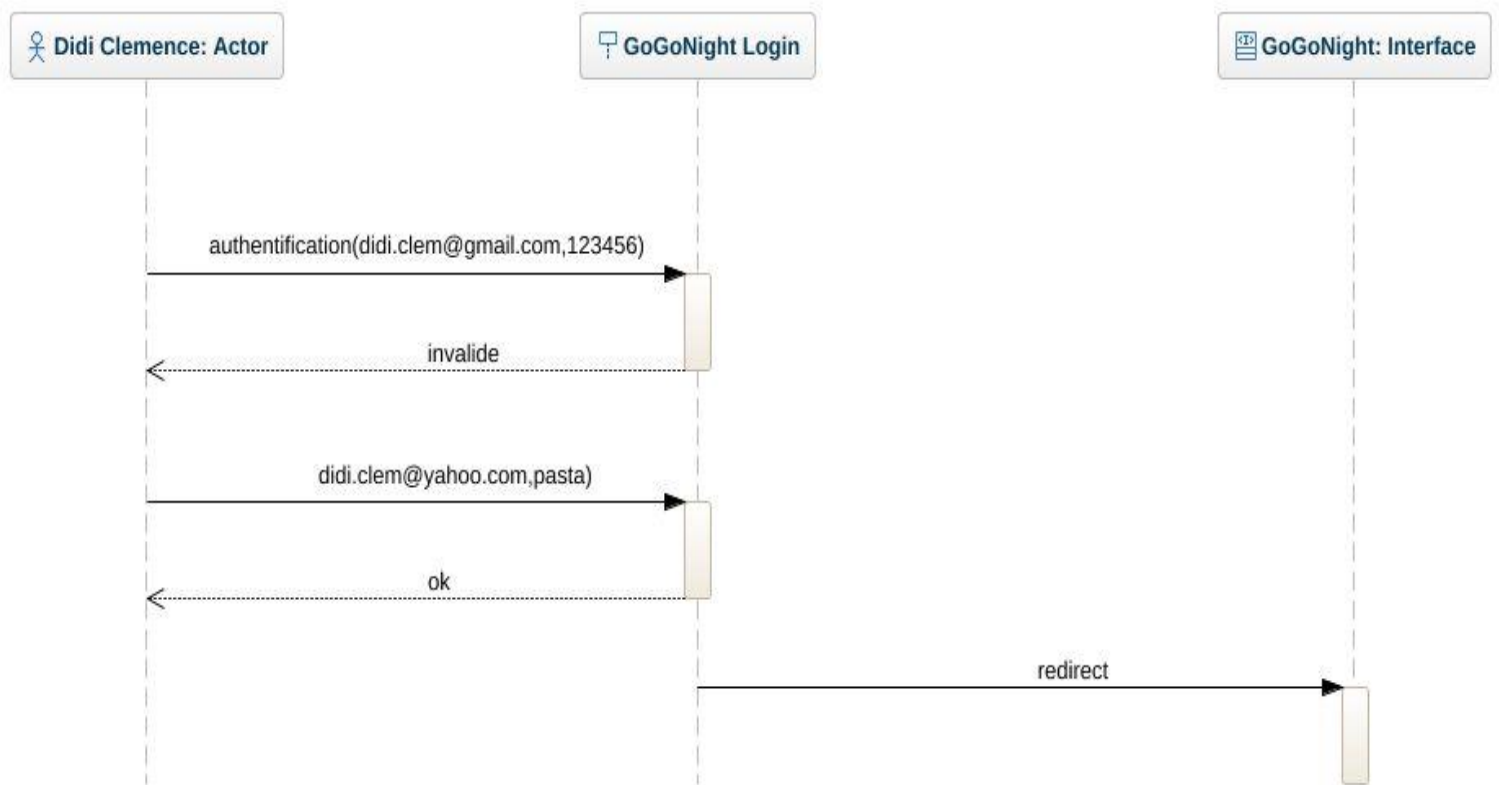 Didi Clemence: Actor
GoGoNight Login
GoGoNight: Interface
authentification(didi.clem@gmail.com,123456)
invalide
didi.clem@yahoo.com,pasta)
ok
redirect